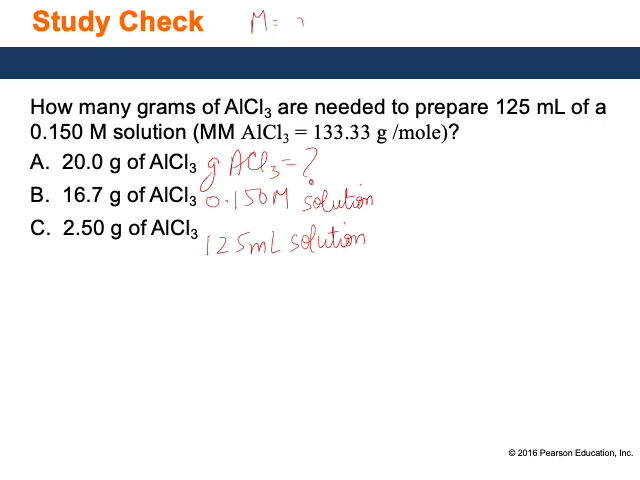 Study Check M=
How many grams of AlCl3 are needed to prepare 125 mL of a
0.150 M solution (MM AlCl3 = 133.33 g /mole)?
A. 20.0 g of AlCl3 g ACl3=?
B. 16.7 g of AlCl3 0.150M solution
C. 2.50 g of AlCl3
125mL solution
© 2016 Pearson Education, Inc.